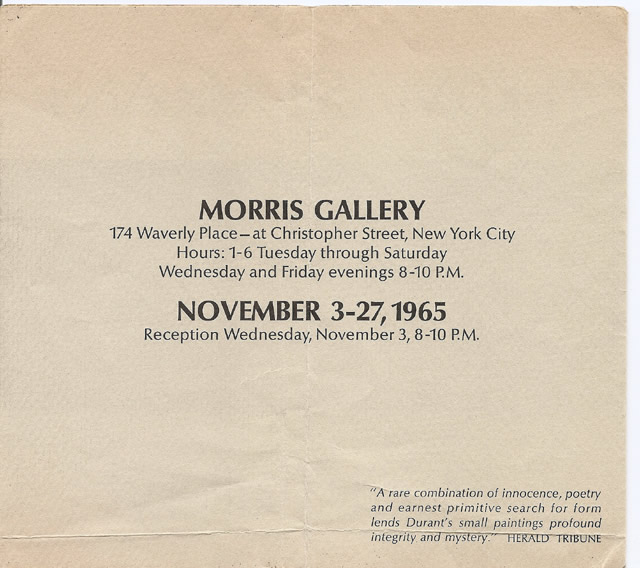 MORRIS GALLERY
174 Waverly Place—at Christopher Street, New York City
Hours: 1-6 Tuesday through Saturday
Wednesday and Friday evenings 8-10 P.M.
NOVEMBER 3-27, 1965
Reception Wednesday, November 3, 8-10 P.M.
"A rare combination of innocence, poetry
and earnest primitive search for form
lends Durant's small paintings profound
integrity and mystery." HERALD TRIBUNE